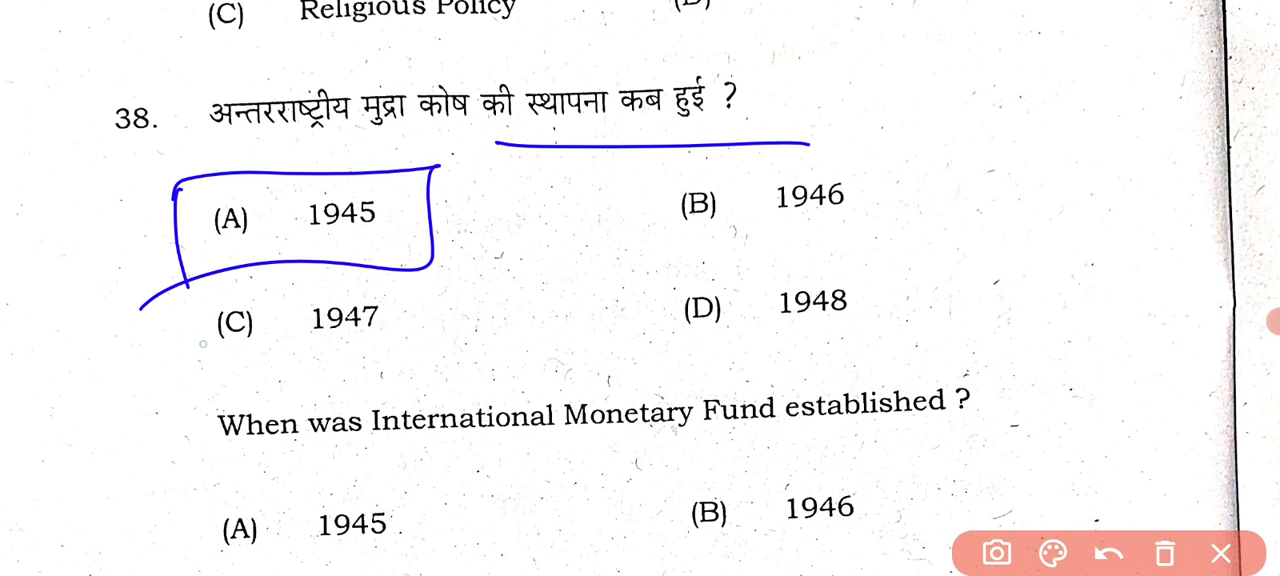 (C) Religious Policy
38. अन्तरराष्ट्रीय मुद्रा कोष की स्थापना कब हुई ?
(A) 1945 (B) 1946
(C) 1947 (D) 1948
When was International Monetary Fund established ?
(A) 1945 (B) 1946